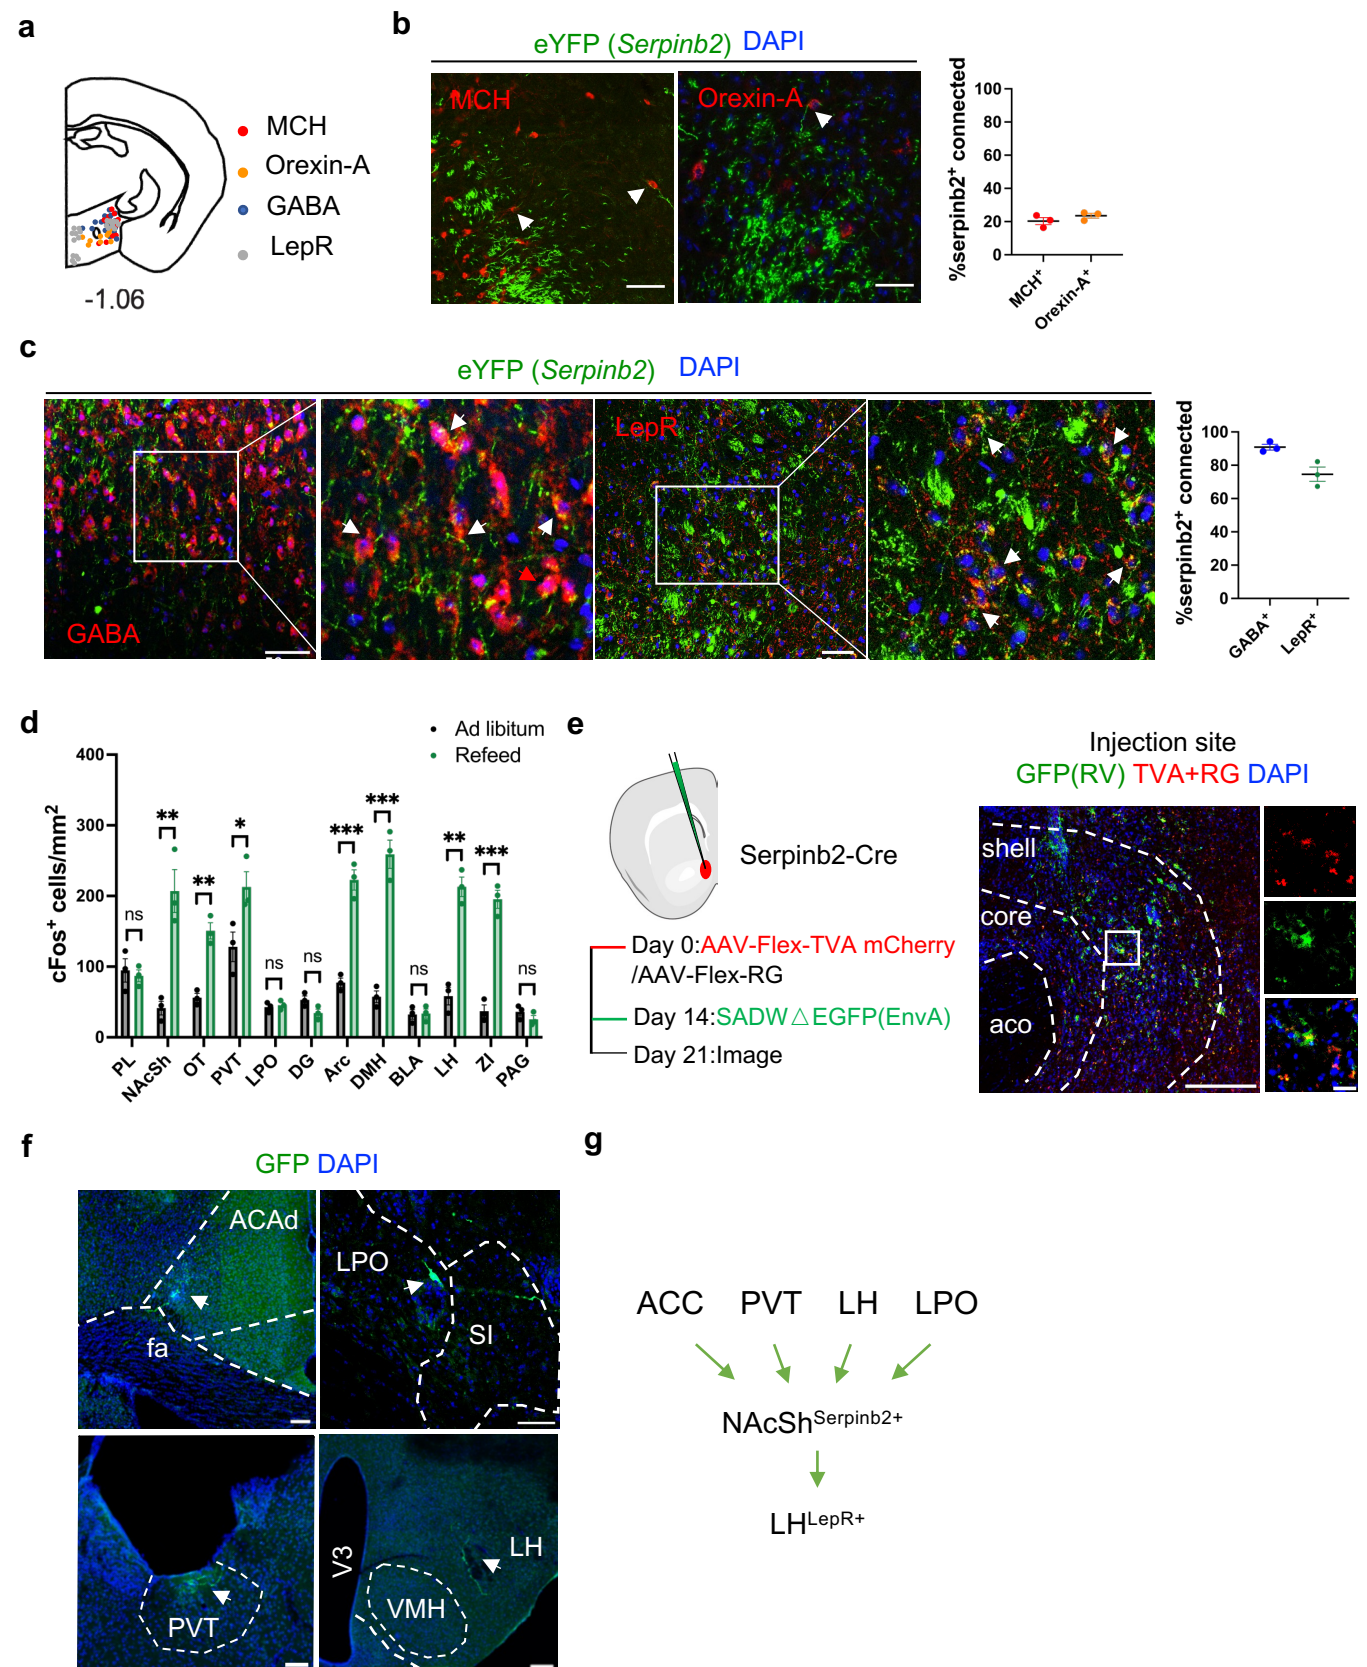 a
MCH
Orexin-A
GABA
LepR
-1.06
b
eYFP (Serpinb2) DAPI
MCH
Orexin-A
%serpinb2+ connected
100
80
60
40
20
0
MCH+
Orexin-A+
c
eYFP (Serpinb2) DAPI
GABA
LepR
%serpinb2+ connected
100
80
60
40
20
0
GABA+
LepR+
d
Ad libitum
Refeed
cFos+ cells/mm2
400
300
200
100
0
ns
**
**
*
ns
ns
***
***
ns
**
***
ns
PL
NAcSh
OT
PVT
LPO
DG
Arc
DMH
BLA
LH
ZI
PAG
e
Serpinb2-Cre
Day 0:AAV-Flex-TVA mCherry
/AAV-Flex-RG
Day 14:SADW△EGFP(EnvA)
Day 21:Image
Injection site
GFP(RV) TVA+RG DAPI
shell
core
aco
f
GFP DAPI
ACAd
fa
LPO
SI
PVT
V3
VMH
LH
g
ACC PVT LH LPO
NAcShSerpinb2+
LHLepR+